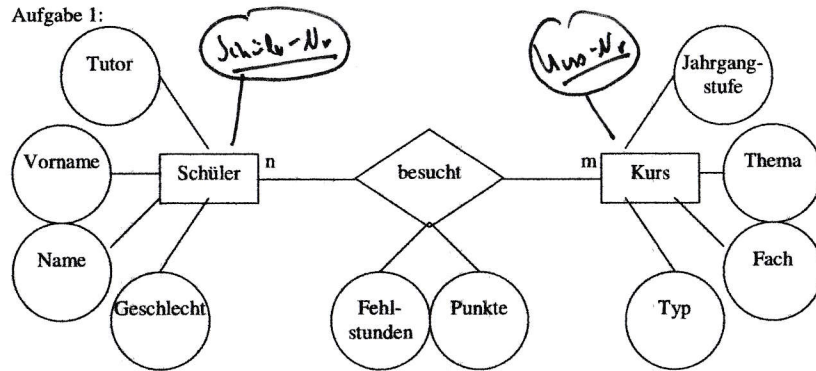 Aufgabe 1:
Schüler-Nr
Kurs-Nr
Tutor
Jahrgang-
stufe
Vorname
Schüler
n
besucht
m
Kurs
Thema
Name
Fach
Geschlecht
Fehl-
stunden
Punkte
Typ